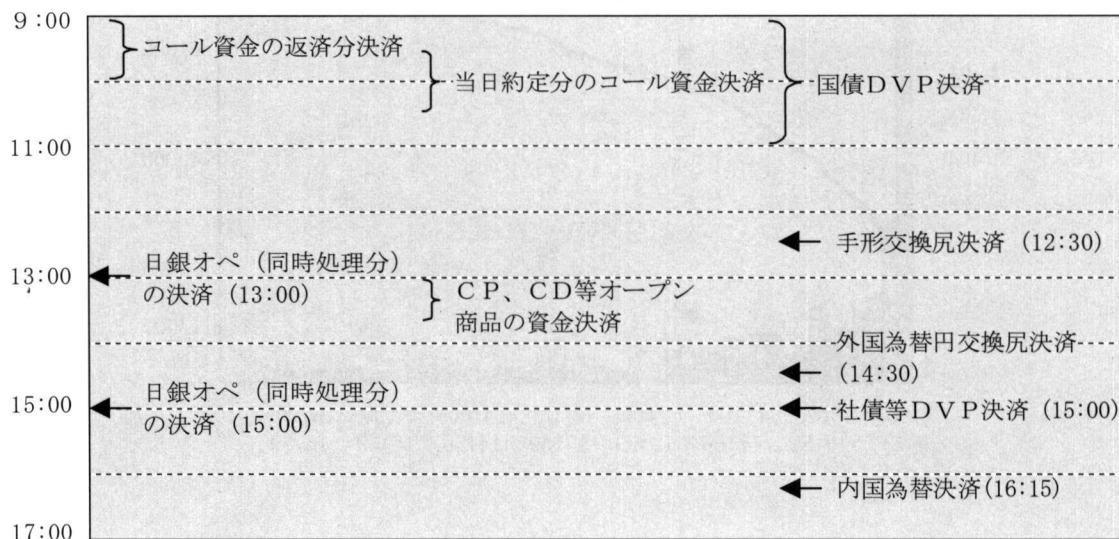 9:00
コール資金の返済分決済
当日約定分のコール資金決済
国債ＤＶＰ決済
11:00
手形交換尻決済 (12:30)
13:00
日銀オペ（同時処理分）
の決済 (13:00)
ＣＰ、ＣＤ等オープン
商品の資金決済
外国為替円交換尻決済
(14:30)
15:00
日銀オペ（同時処理分）
の決済 (15:00)
社債等ＤＶＰ決済 (15:00)
内国為替決済(16:15)
17:00